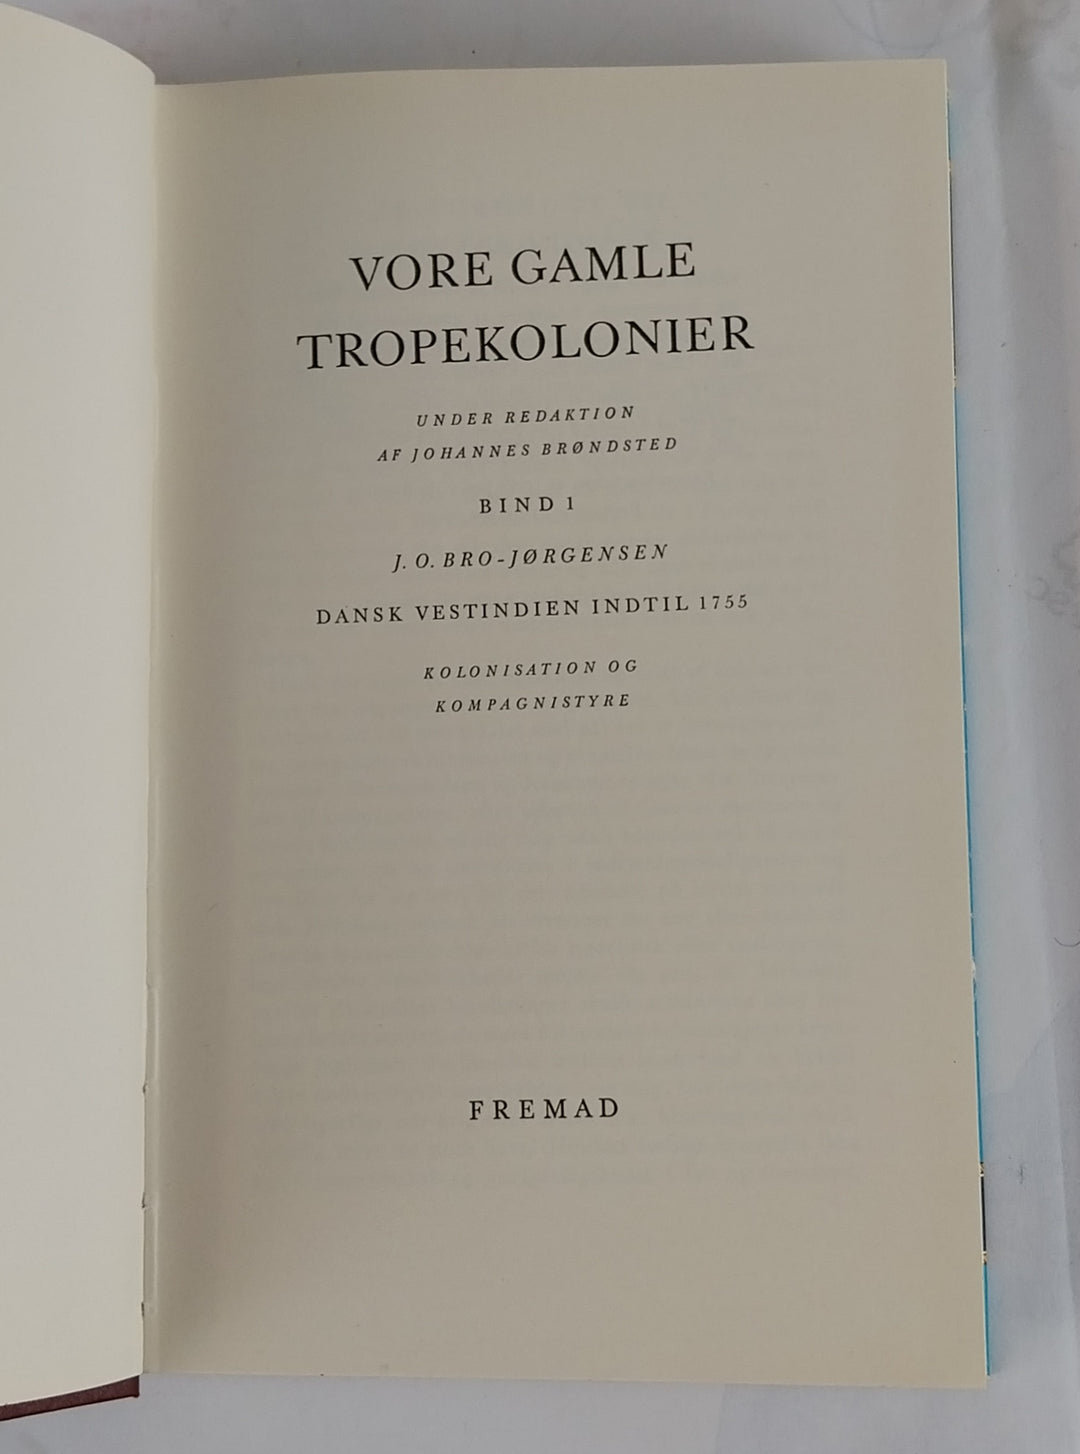 VORE GAMLE
TROPEKOLONIER
UNDER REDAKTION
AF JOHANNES BRØNDSTED
BIND 1
J. O. BRO-JØRGENSEN
DANSK VESTINDIEN INDTIL 1755
KOLONISATION OG
KOMPAGNISTYRE
FREMAD